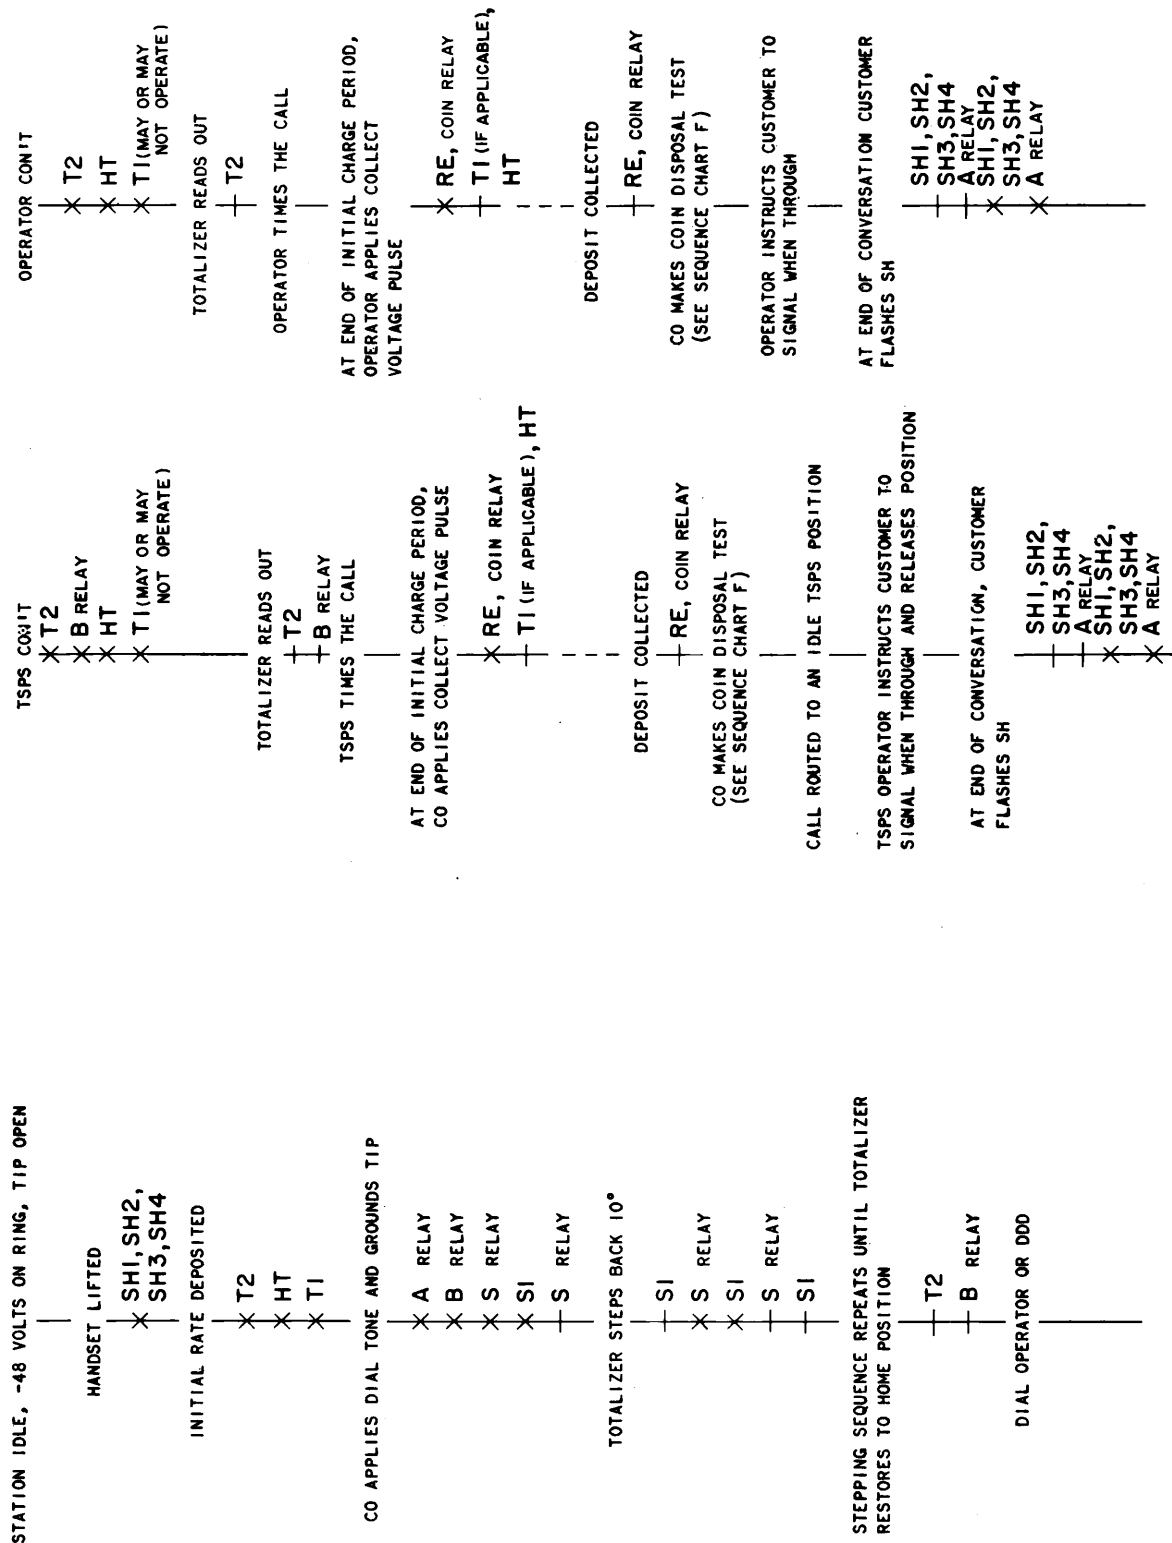 STATION IDLE, -48 VOLTS ON RING, TIP OPEN
HANDSET LIFTED
SH1, SH2,
SH3, SH4
INITIAL RATE DEPOSITED
T2
HT
T1
CO APPLIES DIAL TONE AND GROUNDS TIP
A RELAY
B RELAY
S RELAY
S1
S RELAY
TOTALIZER STEPS BACK 10°
S1
S RELAY
S1
S RELAY
S1
STEPPING SEQUENCE REPEATS UNTIL TOTALIZER
RESTORES TO HOME POSITION
T2
B RELAY
DIAL OPERATOR OR DDD
TSPS CON'T
T2
B RELAY
HT
T1 (MAY OR MAY
NOT OPERATE)
TOTALIZER READS OUT
T2
B RELAY
TSPS TIMES THE CALL
AT END OF INITIAL CHARGE PERIOD,
CO APPLIES COLLECT VOLTAGE PULSE
RE, COIN RELAY
T1 (IF APPLICABLE), HT
DEPOSIT COLLECTED
RE, COIN RELAY
CO MAKES COIN DISPOSAL TEST
(SEE SEQUENCE CHART F)
CALL ROUTED TO AN IDLE TSPS POSITION
TSPS OPERATOR INSTRUCTS CUSTOMER TO
SIGNAL WHEN THROUGH AND RELEASES POSITION
AT END OF CONVERSATION, CUSTOMER
FLASHES SH
SH1, SH2,
SH3, SH4
A RELAY
SH1, SH2,
SH3, SH4
A RELAY
OPERATOR CON'T
T2
HT
T1 (MAY OR MAY
NOT OPERATE)
TOTALIZER READS OUT
T2
OPERATOR TIMES THE CALL
AT END OF INITIAL CHARGE PERIOD,
OPERATOR APPLIES COLLECT
VOLTAGE PULSE
RE, COIN RELAY
T1 (IF APPLICABLE),
HT
DEPOSIT COLLECTED
RE, COIN RELAY
CO MAKES COIN DISPOSAL TEST
(SEE SEQUENCE CHART F)
OPERATOR INSTRUCTS CUSTOMER TO
SIGNAL WHEN THROUGH
AT END OF CONVERSATION CUSTOMER
FLASHES SH
SH1, SH2,
SH3, SH4
A RELAY
SH1, SH2,
SH3, SH4
A RELAY